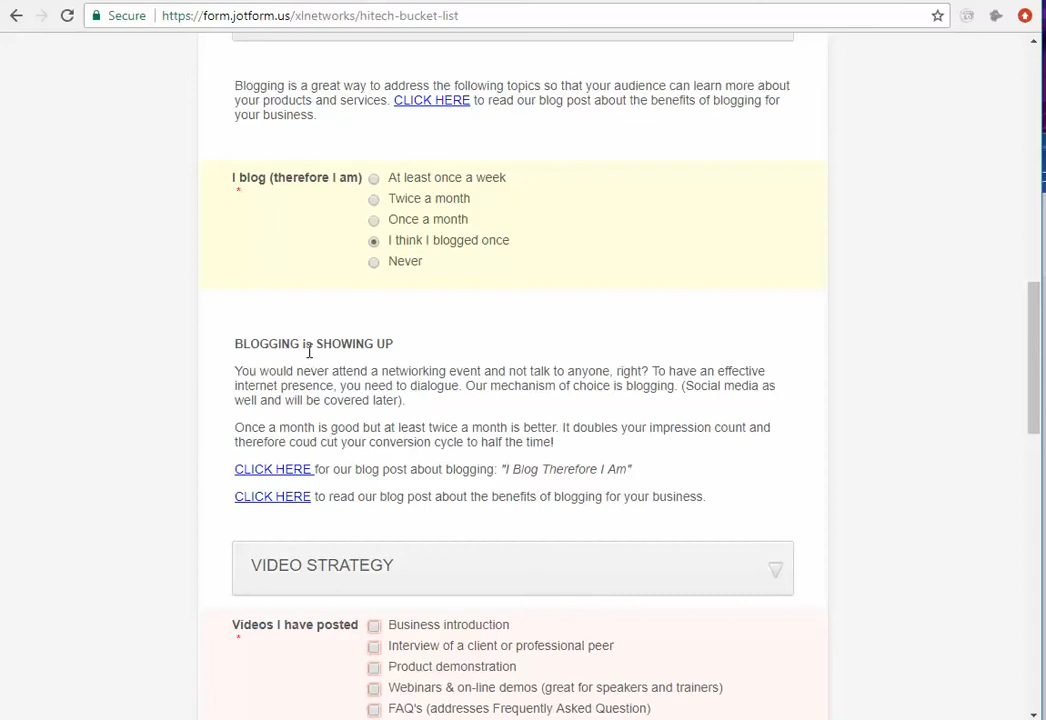 Secure
https://form.jotform.us/xlnetworks/hitech-bucket-list
Blogging is a great way to address the following topics so that your audience can learn more about
your products and services. CLICK HERE to read our blog post about the benefits of blogging for
your business.
I blog (therefore I am)
*
At least once a week
Twice a month
Once a month
I think I blogged once
Never
BLOGGING is SHOWING UP
You would never attend a netwiorking event and not talk to anyone, right? To have an effective
internet presence, you need to dialogue. Our mechanism of choice is blogging. (Social media as
well and will be covered later).
Once a month is good but at least twice a month is better. It doubles your impression count and
therefore coud cut your conversion cycle to half the time!
CLICK HERE for our blog post about blogging: "I Blog Therefore I Am"
CLICK HERE to read our blog post about the benefits of blogging for your business.
VIDEO STRATEGY
Videos I have posted
*
Business introduction
Interview of a client or professional peer
Product demonstration
Webinars & on-line demos (great for speakers and trainers)
FAQ's (addresses Frequently Asked Question)